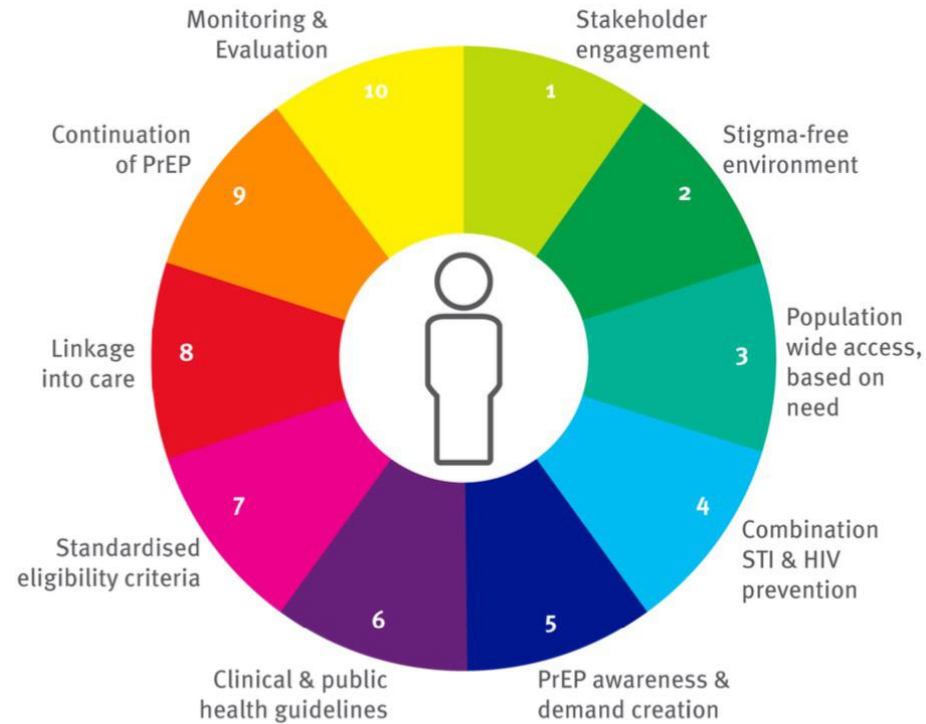 Monitoring &
Evaluation
10
Stakeholder
engagement
1
Stigma-free
environment
2
Population
wide access,
based on
need
3
Combination
STI & HIV
prevention
4
PrEP awareness &
demand creation
5
Clinical & public
health guidelines
6
Standardised
eligibility criteria
7
Linkage
into care
8
Continuation
of PrEP
9